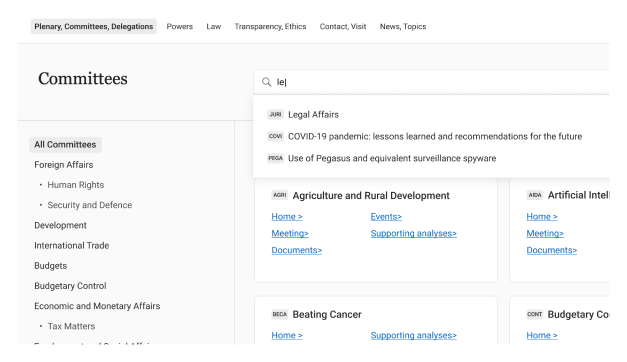 Plenary, Committees, Delegations Powers Law Transparency, Ethics Contact, Visit News, Topics
Committees
le
JURI Legal Affairs
COVI COVID-19 pandemic: lessons learned and recommendations for the future
PEGA Use of Pegasus and equivalent surveillance spyware
All Committees
Foreign Affairs
• Human Rights
• Security and Defence
Development
International Trade
Budgets
Budgetary Control
Economic and Monetary Affairs
• Tax Matters
AGRI Agriculture and Rural Development
Home > Events>
Meeting> Supporting analyses>
Documents>
AIDA Artificial Intel
Home >
Meeting>
Documents>
BECA Beating Cancer
Home > Supporting analyses>
CONT Budgetary Co
Home >